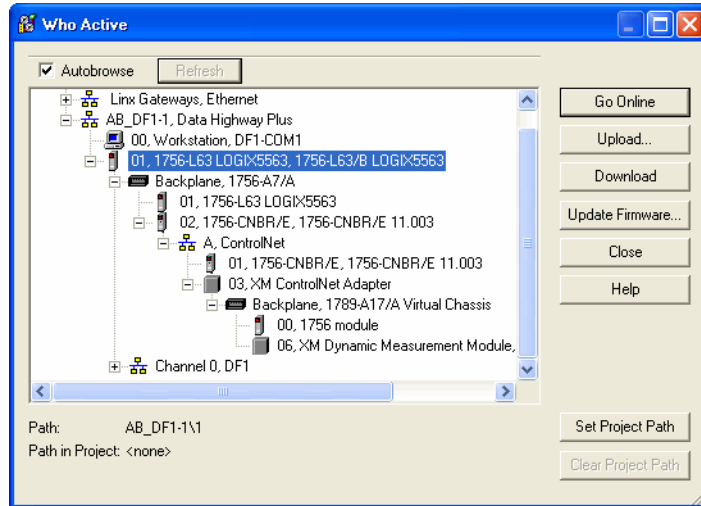 Who Active
Autobrowse
Refresh
Linx Gateways, Ethernet
AB_DF1-1, Data Highway Plus
00, Workstation, DF1-COM1
01, 1756-L63 LOGIX5563, 1756-L63/B LOGIX5563
Backplane, 1756-A7/A
01, 1756-L63 LOGIX5563
02, 1756-CNBR/E, 1756-CNBR/E 11.003
A, ControlNet
01, 1756-CNBR/E, 1756-CNBR/E 11.003
03, XM ControlNet Adapter
Backplane, 1789-A17/A Virtual Chassis
00, 1756 module
06, XM Dynamic Measurement Module,
Channel 0, DF1
Go Online
Upload...
Download
Update Firmware...
Close
Help
Path: AB_DF1-1\1
Path in Project: <none>
Set Project Path
Clear Project Path